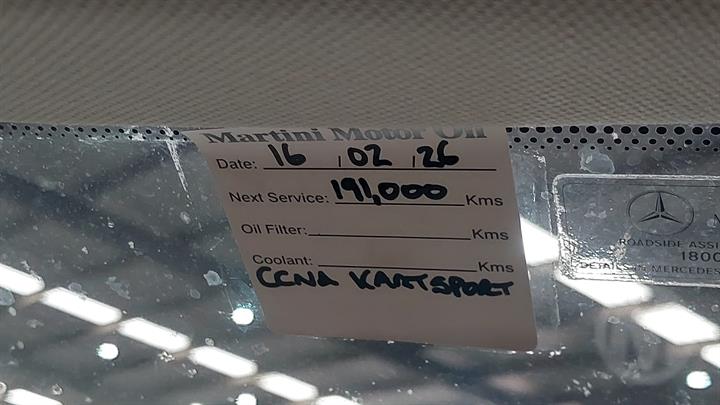 Martini Motor Oil
Date: 16 / 02 / 26
Next Service: 191,000 Kms
Oil Filter: Kms
Coolant: Kms
CCNA KARTSPORT
ROADSIDE ASSI
1800
MERCEDES